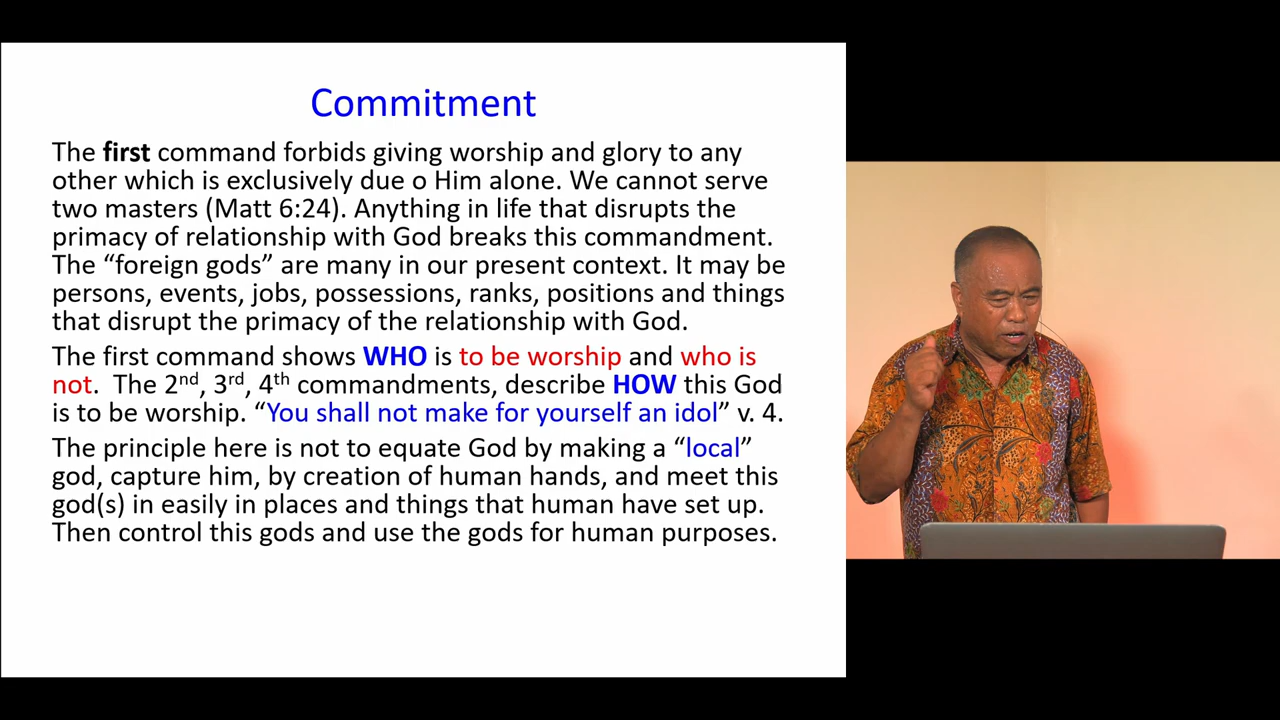 Commitment
The first command forbids giving worship and glory to any
other which is exclusively due o Him alone. We cannot serve
two masters (Matt 6:24). Anything in life that disrupts the
primacy of relationship with God breaks this commandment.
The “foreign gods” are many in our present context. It may be
persons, events, jobs, possessions, ranks, positions and things
that disrupt the primacy of the relationship with God.
The first command shows WHO is to be worship and who is
not.  The 2nd, 3rd, 4th commandments, describe HOW this God
is to be worship. “You shall not make for yourself an idol” v. 4.
The principle here is not to equate God by making a “local”
god, capture him, by creation of human hands, and meet this
god(s) in easily in places and things that human have set up.
Then control this gods and use the gods for human purposes.